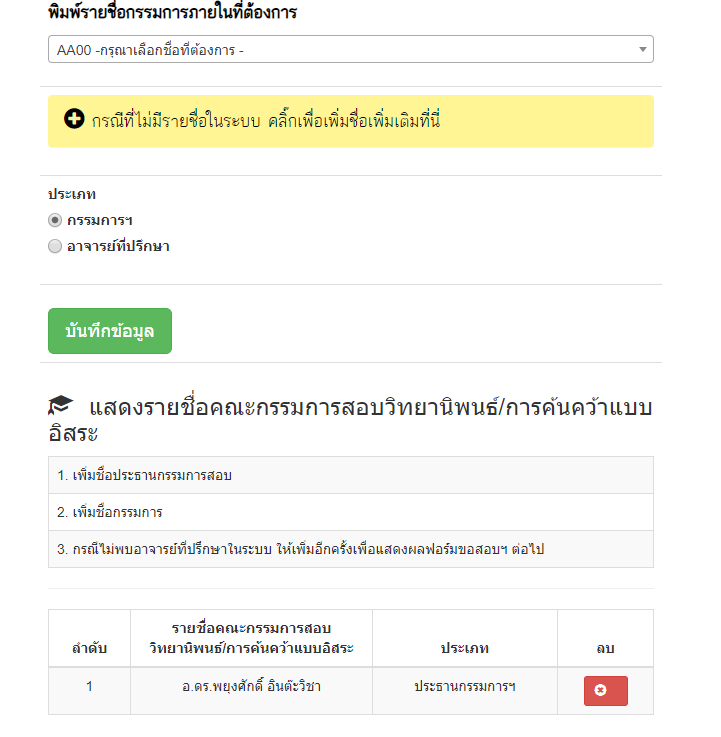 พิมพ์รายชื่อกรรมการภายในที่ต้องการ
AA00 -กรุณาเลือกชื่อที่ต้องการ -
กรณีที่ไม่มีรายชื่อในระบบ คลิ๊กเพื่อเพิ่มชื่อเพิ่มเติมที่นี่
ประเภท
กรรมการฯ
อาจารย์ที่ปรึกษา
บันทึกข้อมูล
แสดงรายชื่อคณะกรรมการสอบวิทยานิพนธ์/การค้นคว้าแบบ
อิสระ
1. เพิ่มชื่อประธานกรรมการสอบ
2. เพิ่มชื่อกรรมการ
3. กรณีไม่พบอาจารย์ที่ปรึกษาในระบบ ให้เพิ่มอีกครั้งเพื่อแสดงผลฟอร์มขอสอบฯ ต่อไป
รายชื่อคณะกรรมการสอบ
ลำดับ วิทยานิพนธ์/การค้นคว้าแบบอิสระ ประเภท ลบ
1 อ.ดร.พยุงศักดิ์ อินต๊ะวิชา ประธานกรรมการฯ